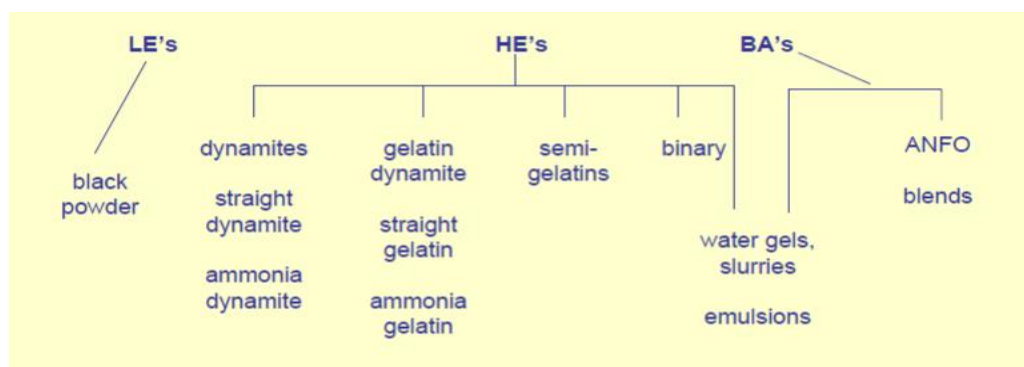 LE's
HE's
BA's
black
powder
dynamites
straight
dynamite
ammonia
dynamite
gelatin
dynamite
straight
gelatin
ammonia
gelatin
semi-
gelatins
binary
water gels,
slurries
emulsions
ANFO
blends